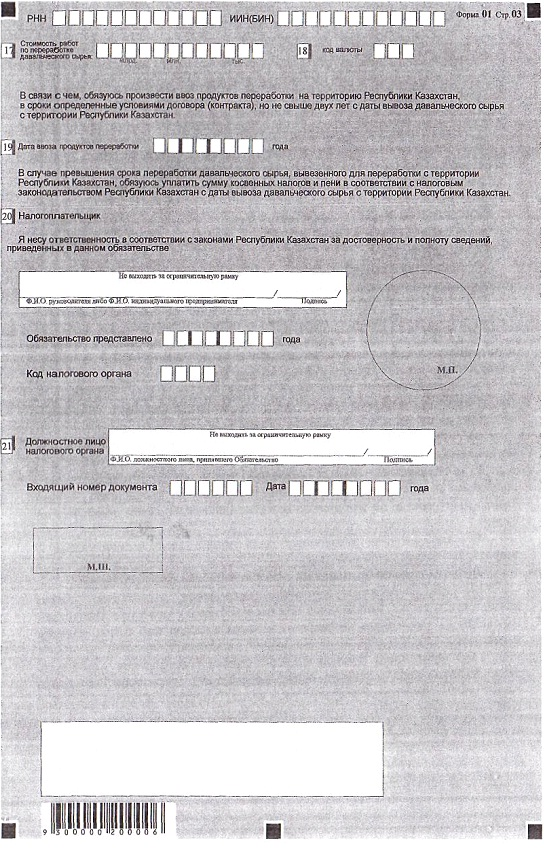 РНН ИИН(БИН) Форма 01 Стр. 03
17 Стоимость работ
по переработке
давальческого сырья: 18 код валюты
млрд. млн. тыс.
В связи с чем, обязуюсь произвести ввоз продуктов переработки на территорию Республики Казахстан,
в сроки определенные условиями договора (контракта), но не свыше двух лет с даты вывоза давальческого сырья
с территории Республики Казахстан.
19 Дата ввоза продуктов переработки года
В случае превышения срока переработки давальческого сырья, вывезенного для переработки с территории
Республики Казахстан, обязуюсь уплатить сумму косвенных налогов и пени в соответствии с налоговым
законодательством Республики Казахстан с даты вывоза давальческого сырья с территории Республики Казахстан.
20 Налогоплательщик
Я несу ответственность в соответствии с законами Республики Казахстан за достоверность и полноту сведений,
приведенных в данном обязательстве
Не выходить за ограничительную рамку
/ /
Ф.И.О. руководителя либо Ф.И.О. индивидуального предпринимателя Подпись
Обязательство представлено года
М.П.
Код налогового органа
21 Должностное лицо
налогового органа
Не выходить за ограничительную рамку
/ /
Ф.И.О. должностного лица, принявшего Обязательство Подпись
Входящий номер документа Дата года
М.Ш.
9 300000 200006